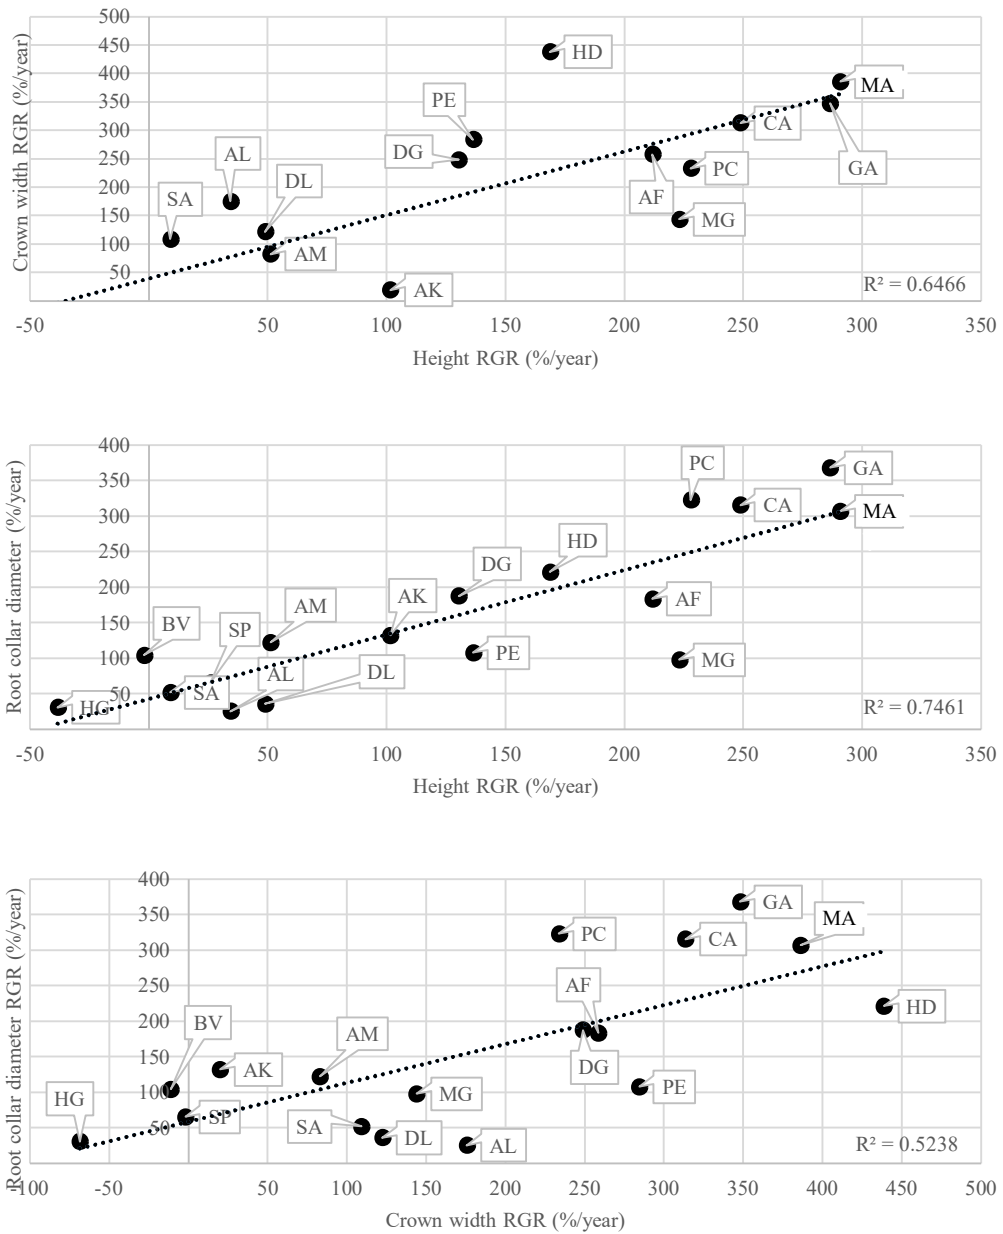 500
450
400
350
300
250
200
150
100
50
Crown width RGR (%/year)
HD
MA
PE
CA
DG
AL
GA
DL
PC
SA
AF
MG
AM
AK
R² = 0.6466
-50 50 100 150 200 250 300 350
Height RGR (%/year)
400
350
300
250
200
150
100
50
Root collar diameter (%/year)
PC
GA
CA
MA
HD
DG
AK
AM
AF
BV
SP
PE
MG
AL
DL
SA
HG
R² = 0.7461
-50 50 100 150 200 250 300 350
Height RGR (%/year)
400
350
300
250
200
150
100
50
Root collar diameter RGR (%/year)
GA
MA
PC
CA
AF
HD
BV
AM
AK
DG
PE
HG
MG
SP
SA
DL
AL
R² = 0.5238
-100 -50 50 100 150 200 250 300 350 400 450 500
Crown width RGR (%/year)